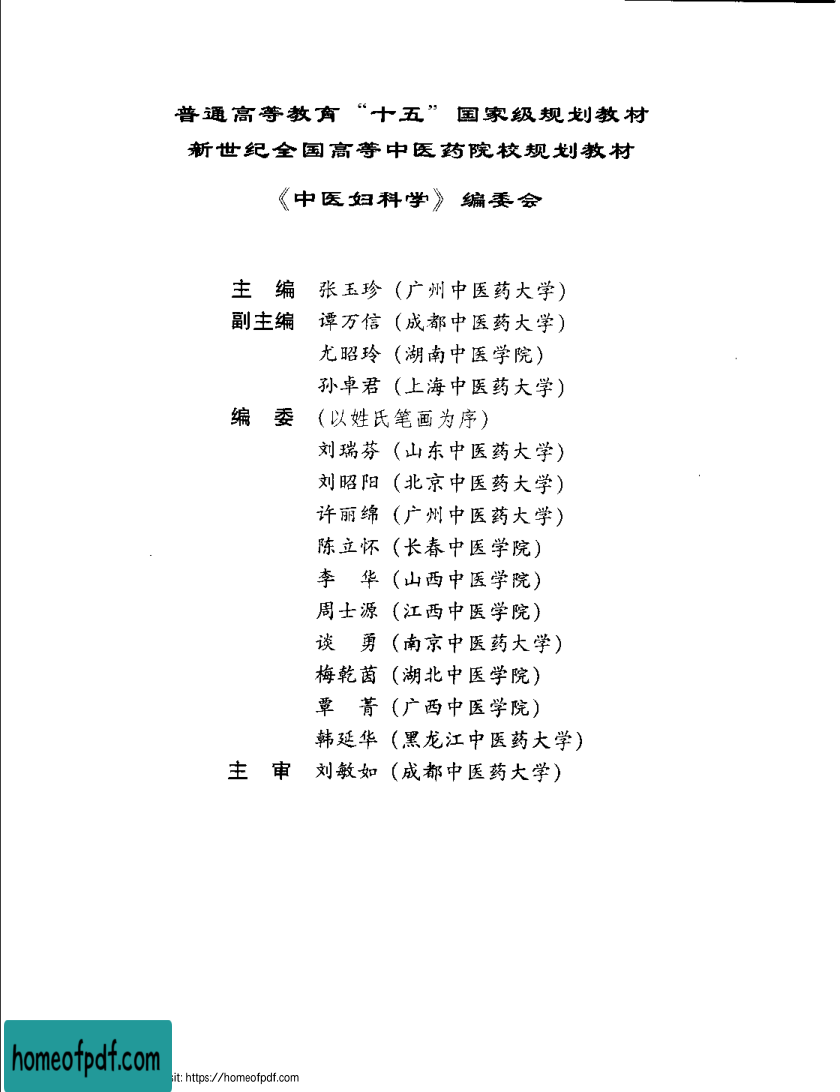 普通高等教育“十五”国家级规划教材
新世纪全国高等中医药院校规划教材
《中医妇科学》编委会
主　编　张玉珍(广州中医药大学)
副主编　谭万信(成都中医药大学)
尤昭玲(湖南中医学院)
孙卓君(上海中医药大学)
编　委　(以姓氏笔画为序)
刘瑞芬(山东中医药大学)
刘昭阳(北京中医药大学)
许丽绵(广州中医药大学)
陈立怀(长春中医学院)
李　华(山西中医学院)
周士源(江西中医学院)
谈　勇(南京中医药大学)
梅乾茵(湖北中医学院)
覃　菁(广西中医学院)
韩延华(黑龙江中医药大学)
主　审　刘敏如(成都中医药大学)
homeofpdf.com
sit: https://homeofpdf.com